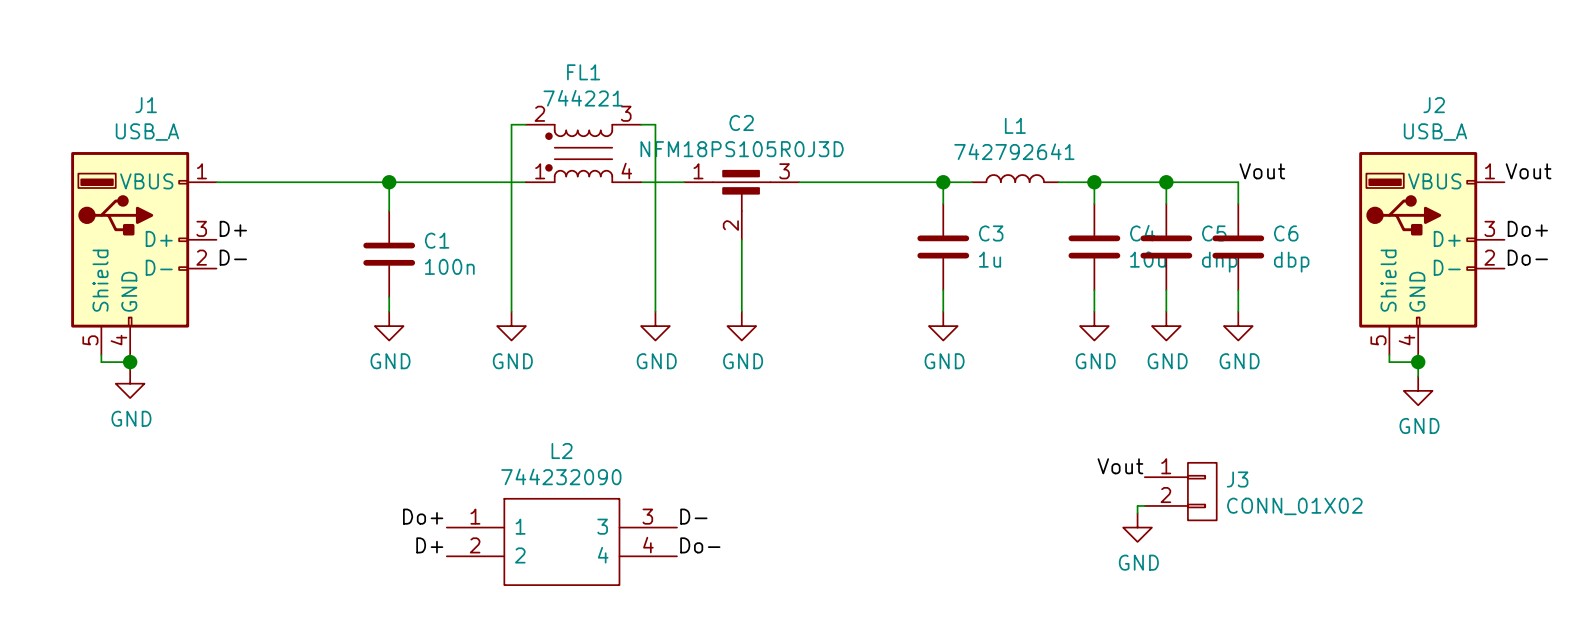 J1
USB_A
VBUS
1
D+
3
D+
D-
2
D-
Shield
GND
5
4
GND
C1
100n
GND
FL1
744221
2
3
1
4
GND
GND
C2
NFM18PS105R0J3D
1
3
2
GND
C3
1u
GND
L1
742792641
C4
10u
GND
C5
dnp
GND
Vout
C6
dbp
GND
J2
USB_A
VBUS
1
Vout
D+
3
Do+
D-
2
Do-
Shield
GND
5
4
GND
L2
744232090
Do+
1
1
3
3
D-
D+
2
2
4
4
Do-
Vout
1
2
J3
CONN_01X02
GND